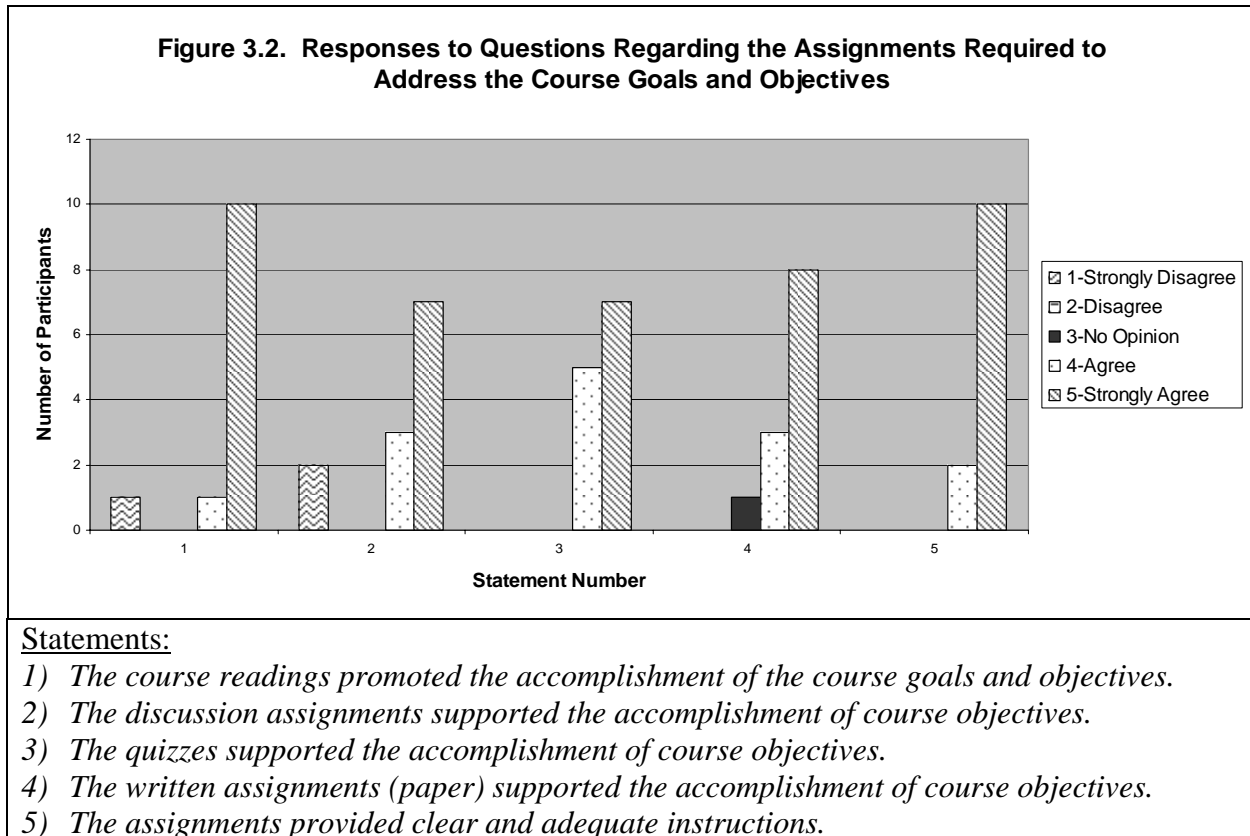 Figure 3.2.  Responses to Questions Regarding the Assignments Required to
Address the Course Goals and Objectives
12
10
8
6
4
2
0
Number of Participants
1 2 3 4 5
Statement Number
1-Strongly Disagree
2-Disagree
3-No Opinion
4-Agree
5-Strongly Agree
Statements:
1) The course readings promoted the accomplishment of the course goals and objectives.
2) The discussion assignments supported the accomplishment of course objectives.
3) The quizzes supported the accomplishment of course objectives.
4) The written assignments (paper) supported the accomplishment of course objectives.
5) The assignments provided clear and adequate instructions.